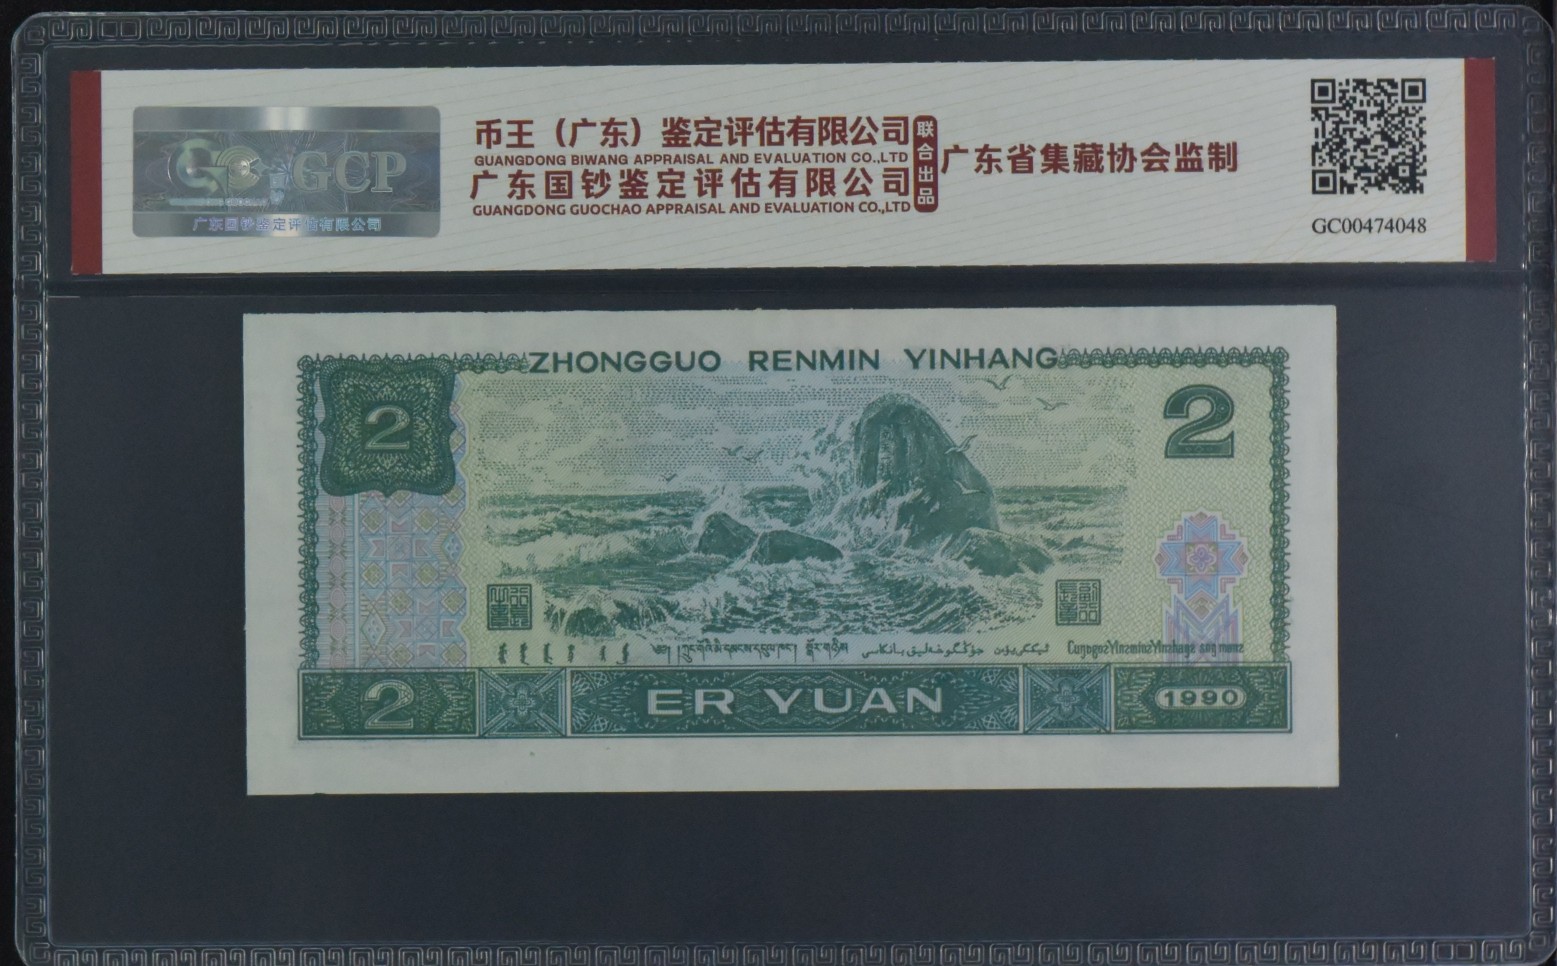 GCP
广东国钞鉴定评估有限公司
币王（广东）鉴定评估有限公司
GUANGDONG BIWANG APPRAISAL AND EVALUATION CO.,LTD
广东国钞鉴定评估有限公司
GUANGDONG GUOCHAO APPRAISAL AND EVALUATION CO.,LTD
联合出品
广东省集藏协会监制
GC00474048
ZHONGGUO RENMIN YINHANG
2
2
2
ER YUAN
1990